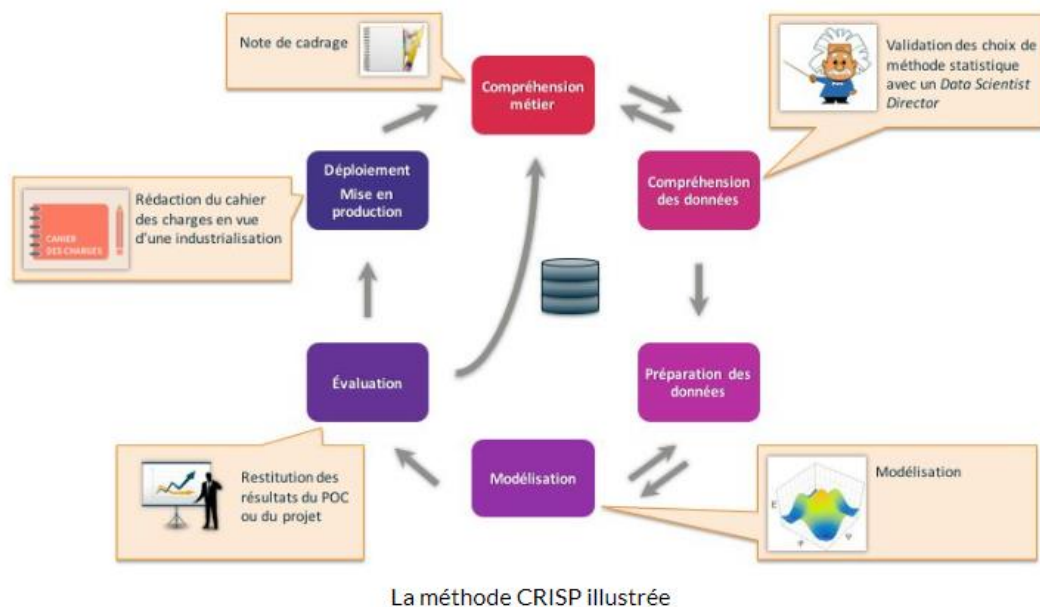 Note de cadrage
Compréhension
métier
Validation des choix de
méthode statistique
avec un Data Scientist
Director
Déploiement
Mise en
production
Compréhension
des données
Rédaction du cahier
des charges en vue
d'une industrialisation
CAHIER
DES CHARGES
Évaluation
Préparation des
données
Restitution des
résultats du POC
ou du projet
Modélisation
Modélisation
E
φ
ψ
La méthode CRISP illustrée